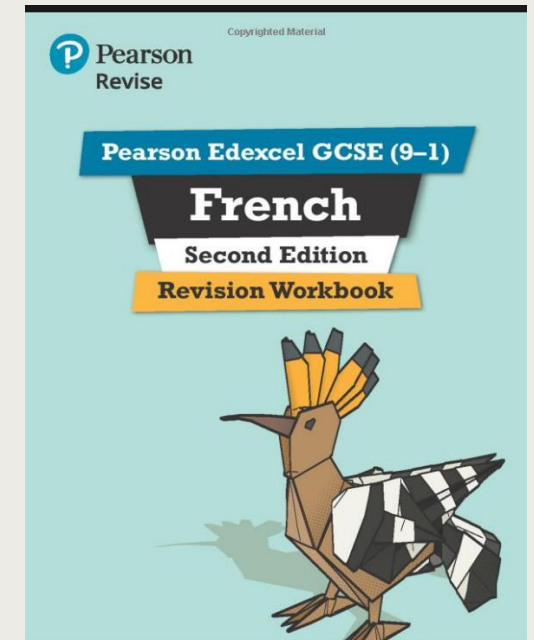 Copyrighted Material
Pearson
Revise
Pearson Edexcel GCSE (9–1)
French
Second Edition
Revision Workbook